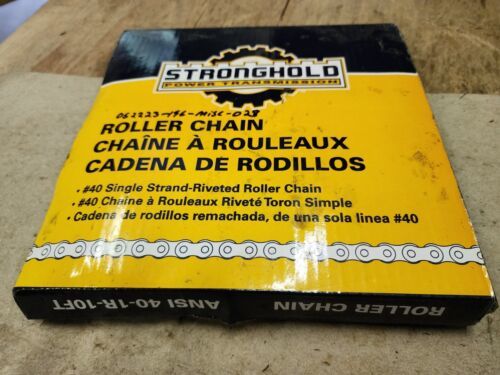 STRONGHOLD
POWER TRANSMISSION
062223-196-MISC-028
ROLLER CHAIN
CHAÎNE À ROULEAUX
CADENA DE RODILLOS
• #40 Single Strand-Riveted Roller Chain
• #40 Chaîne à Rouleaux Riveté Toron Simple
• Cadena de rodillos remachada, de una sola linea #40
ROLLER CHAIN
ANSI 40-1R-10FT